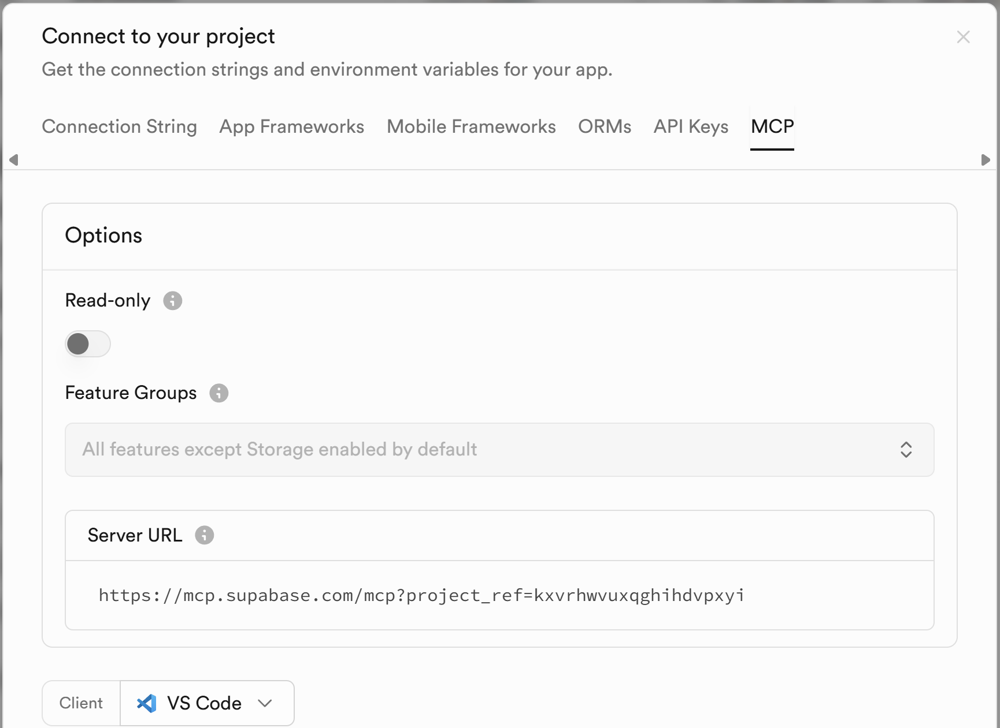 Connect to your project
Get the connection strings and environment variables for your app.
Connection String App Frameworks Mobile Frameworks ORMs API Keys MCP
Options
Read-only
Feature Groups
All features except Storage enabled by default
Server URL
https://mcp.supabase.com/mcp?project_ref=kxvrhwvuxqghihdvpxyi
Client VS Code